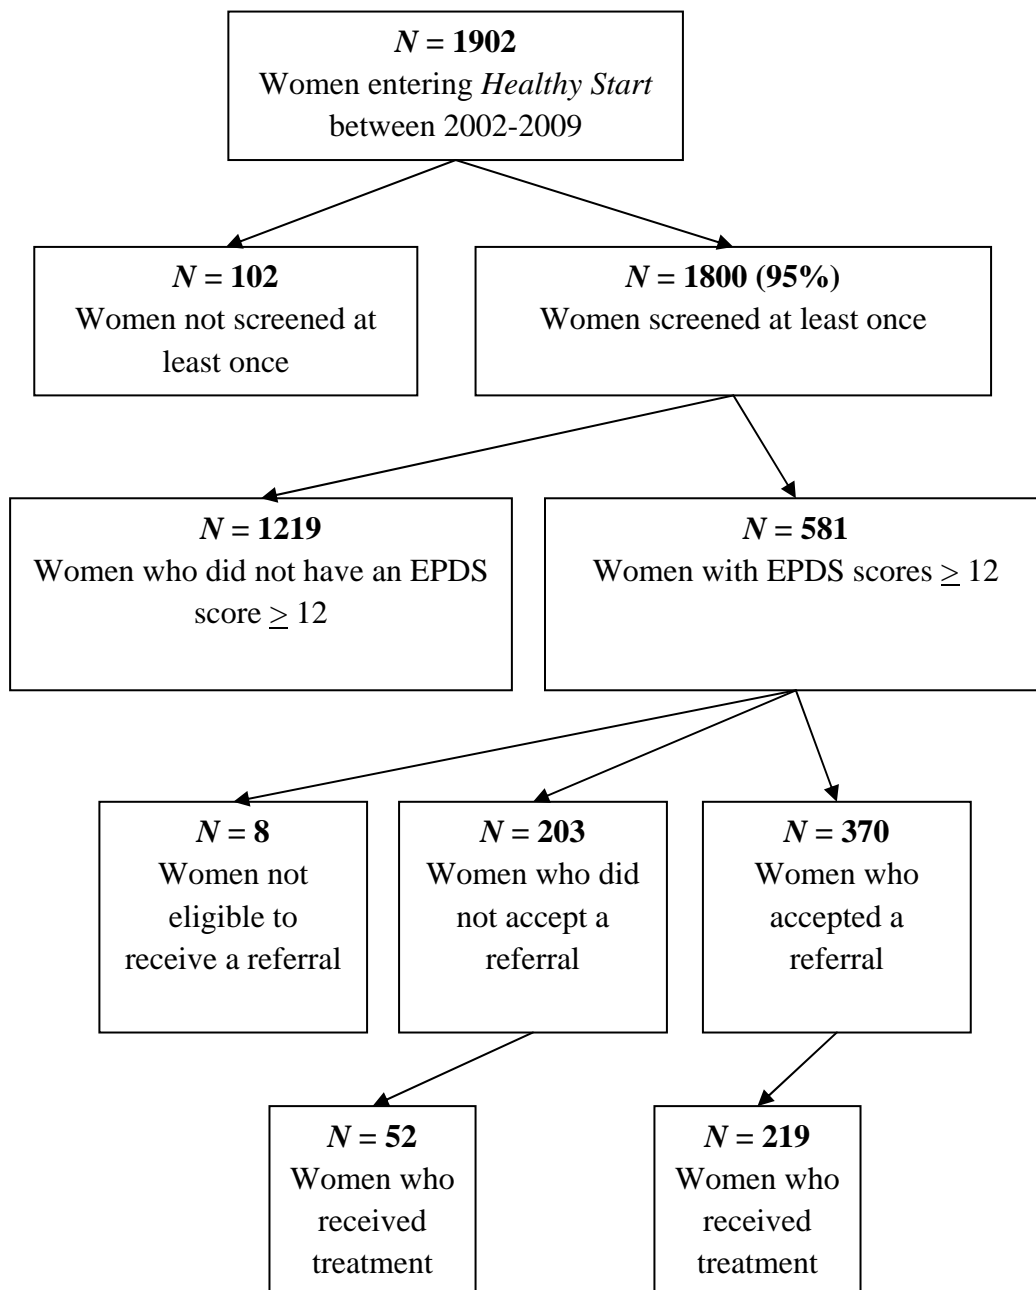 N = 1902
Women entering Healthy Start
between 2002-2009
N = 102
Women not screened at
least once
N = 1800 (95%)
Women screened at least once
N = 1219
Women who did not have an EPDS
score ≥ 12
N = 581
Women with EPDS scores ≥ 12
N = 8
Women not
eligible to
receive a referral
N = 203
Women who did
not accept a
referral
N = 370
Women who
accepted a
referral
N = 52
Women who
received
treatment
N = 219
Women who
received
treatment